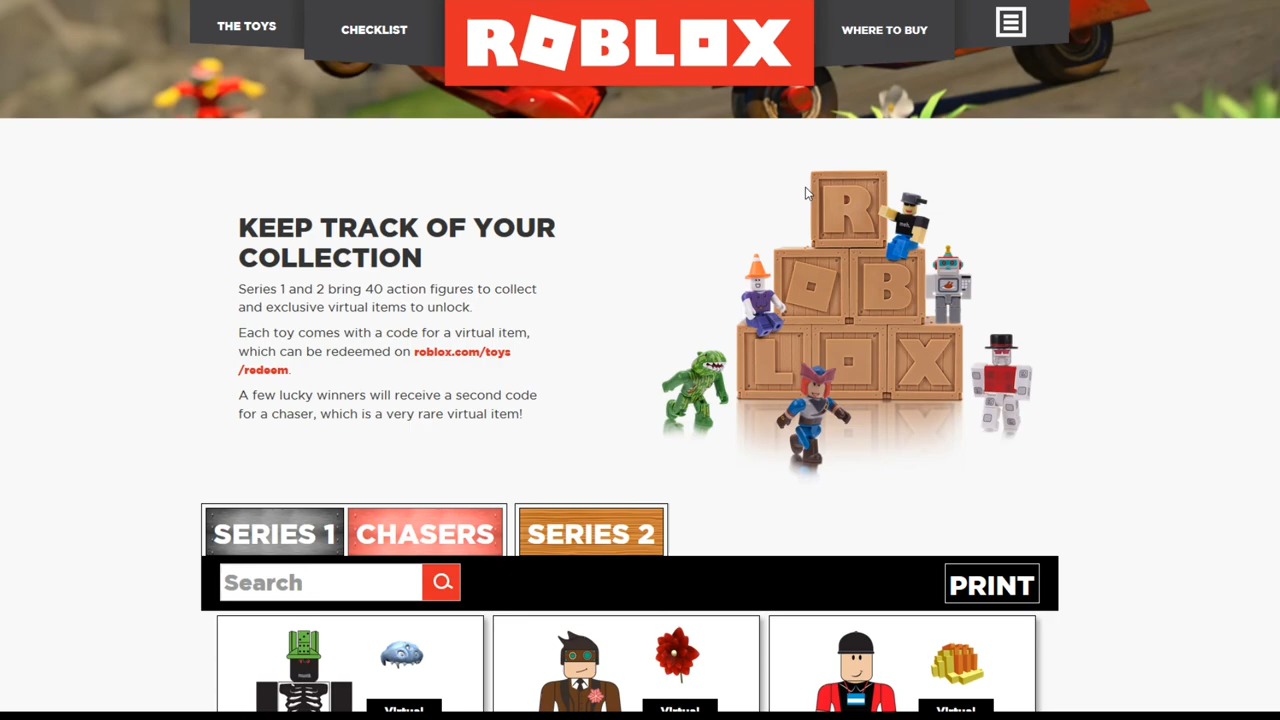 THE TOYS
CHECKLIST
ROBLOX
WHERE TO BUY
KEEP TRACK OF YOUR
COLLECTION
Series 1 and 2 bring 40 action figures to collect
and exclusive virtual items to unlock.
Each toy comes with a code for a virtual item,
which can be redeemed on roblox.com/toys
/redeem.
A few lucky winners will receive a second code
for a chaser, which is a very rare virtual item!
R
B
L X
SERIES 1
CHASERS
SERIES 2
Search
PRINT
Virtual
Virtual
Virtual